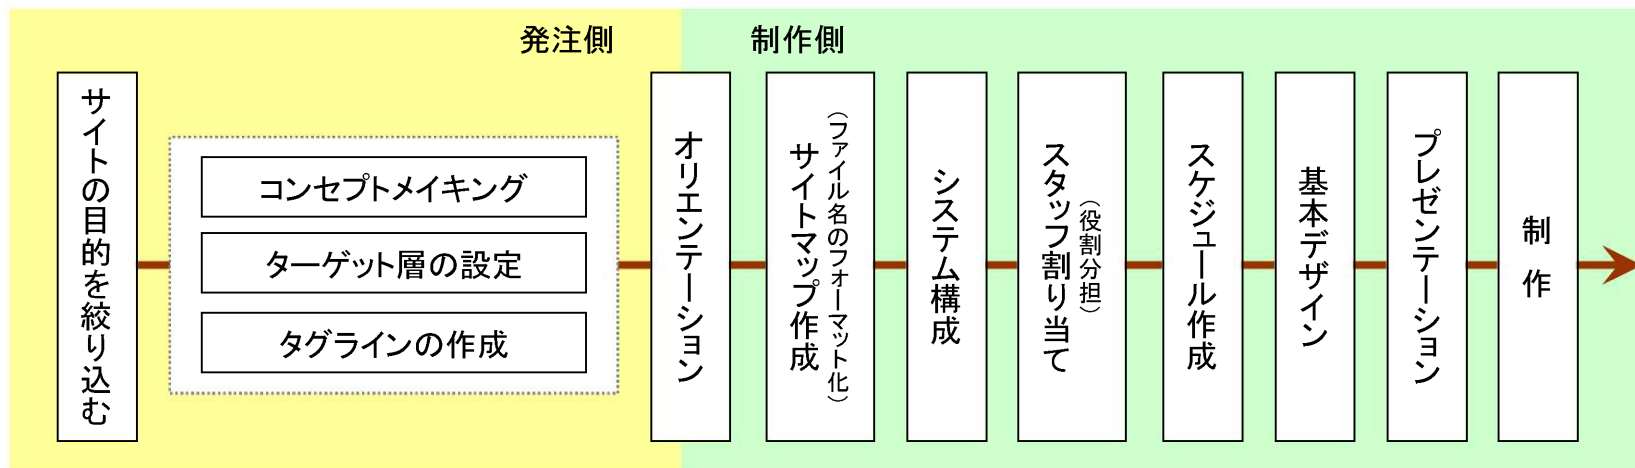 発注側
制作側
サイトの目的を絞り込む
コンセプトメイキング
ターゲット層の設定
タグラインの作成
オリエンテーション
サイトマップ作成
（ファイル名のフォーマット化）
システム構成
スタッフ割り当て
（役割分担）
スケジュール作成
基本デザイン
プレゼンテーション
制作